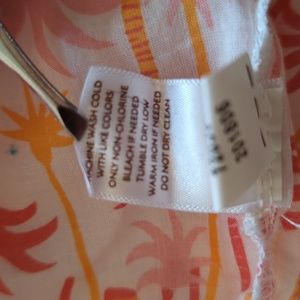 MACHINE WASH COLD
WITH LIKE COLORS
ONLY NON-CHLORINE
BLEACH IF NEEDED
TUMBLE DRY LOW
WARM IRON IF NEEDED
DO NOT DRY CLEAN